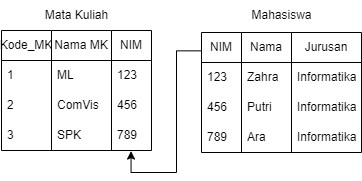 Mata Kuliah
Kode_MK Nama MK NIM
1 ML 123
2 ComVis 456
3 SPK 789
Mahasiswa
NIM Nama Jurusan
123 Zahra Informatika
456 Putri Informatika
789 Ara Informatika